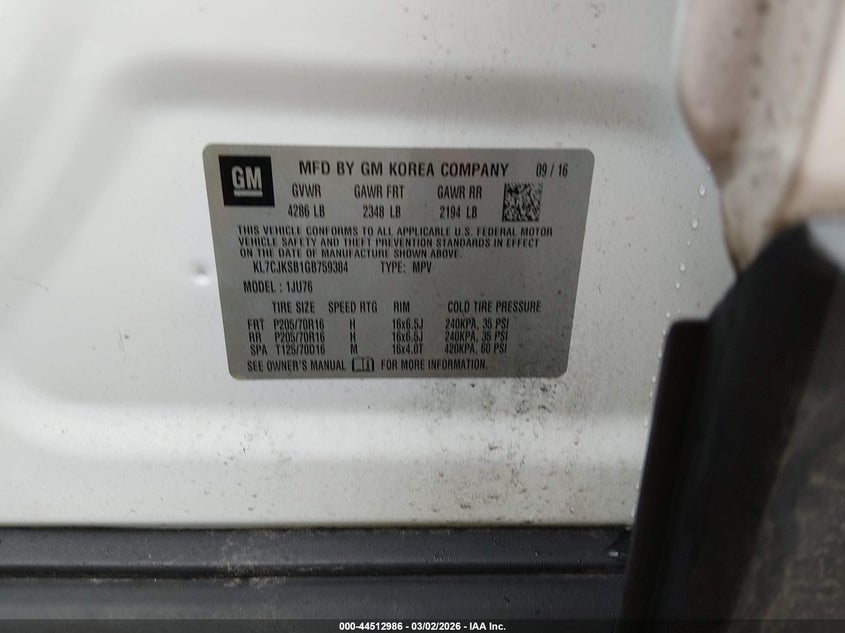 GM
MFD BY GM KOREA COMPANY 09 / 16
GVWR GAWR FRT GAWR RR
4286 LB 2348 LB 2194 LB
THIS VEHICLE CONFORMS TO ALL APPLICABLE U.S. FEDERAL MOTOR
VEHICLE SAFETY AND THEFT PREVENTION STANDARDS IN EFFECT
ON THE DATE OF MANUFACTURE SHOWN ABOVE.
KL7CJKSB1GB759384 TYPE: MPV
MODEL : 1JU76
TIRE SIZE SPEED RTG RIM COLD TIRE PRESSURE
FRT P205/70R16 H 16x6.5J 240KPA, 35 PSI
RR P205/70R16 H 16x6.5J 240KPA, 35 PSI
SPA T125/70D16 M 16x4.0T 420KPA, 60 PSI
SEE OWNER'S MANUAL FOR MORE INFORMATION.
000-44512986 - 03/02/2026 - IAA Inc.